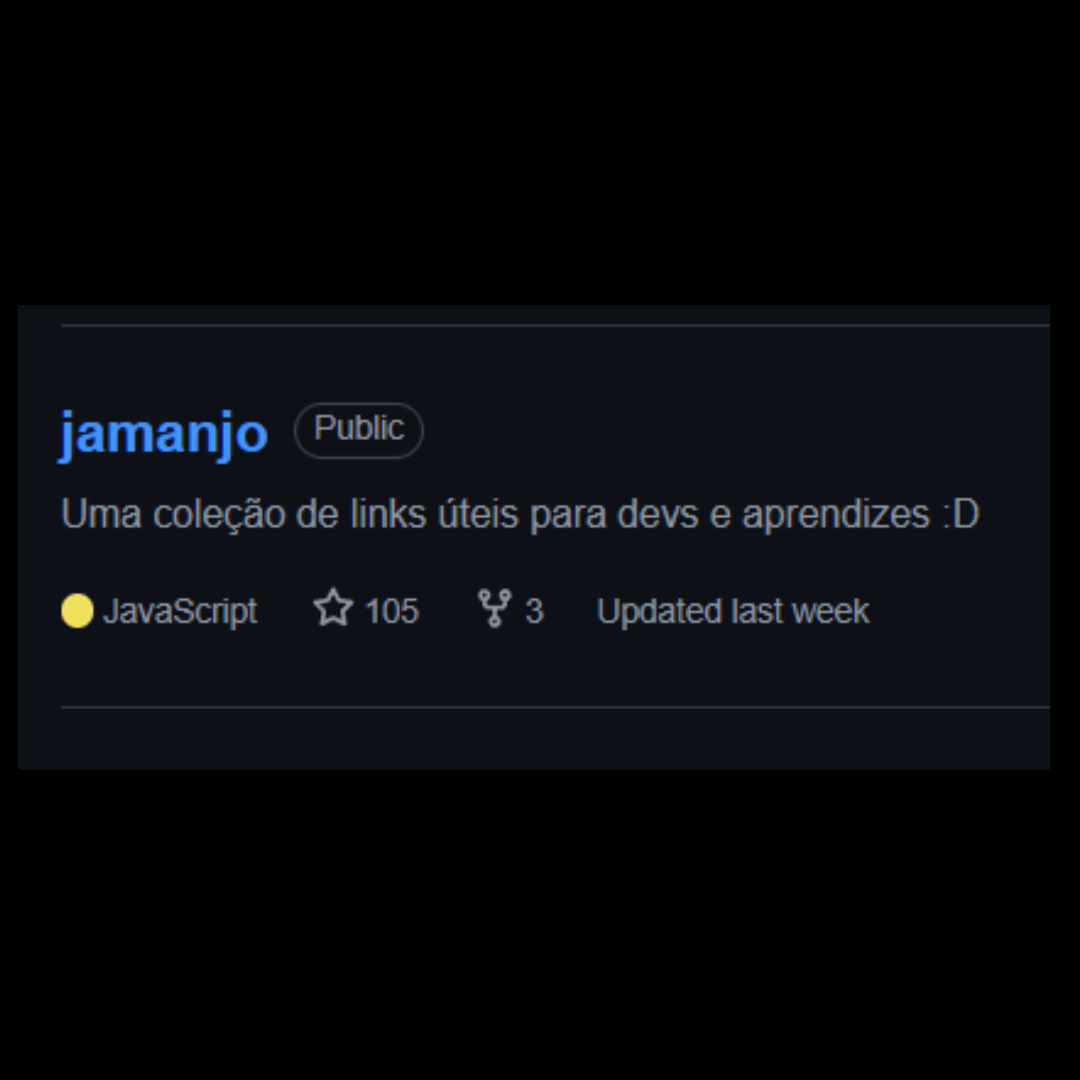 jamanjo Public
Uma coleção de links úteis para devs e aprendizes :D
JavaScript 105 3 Updated last week